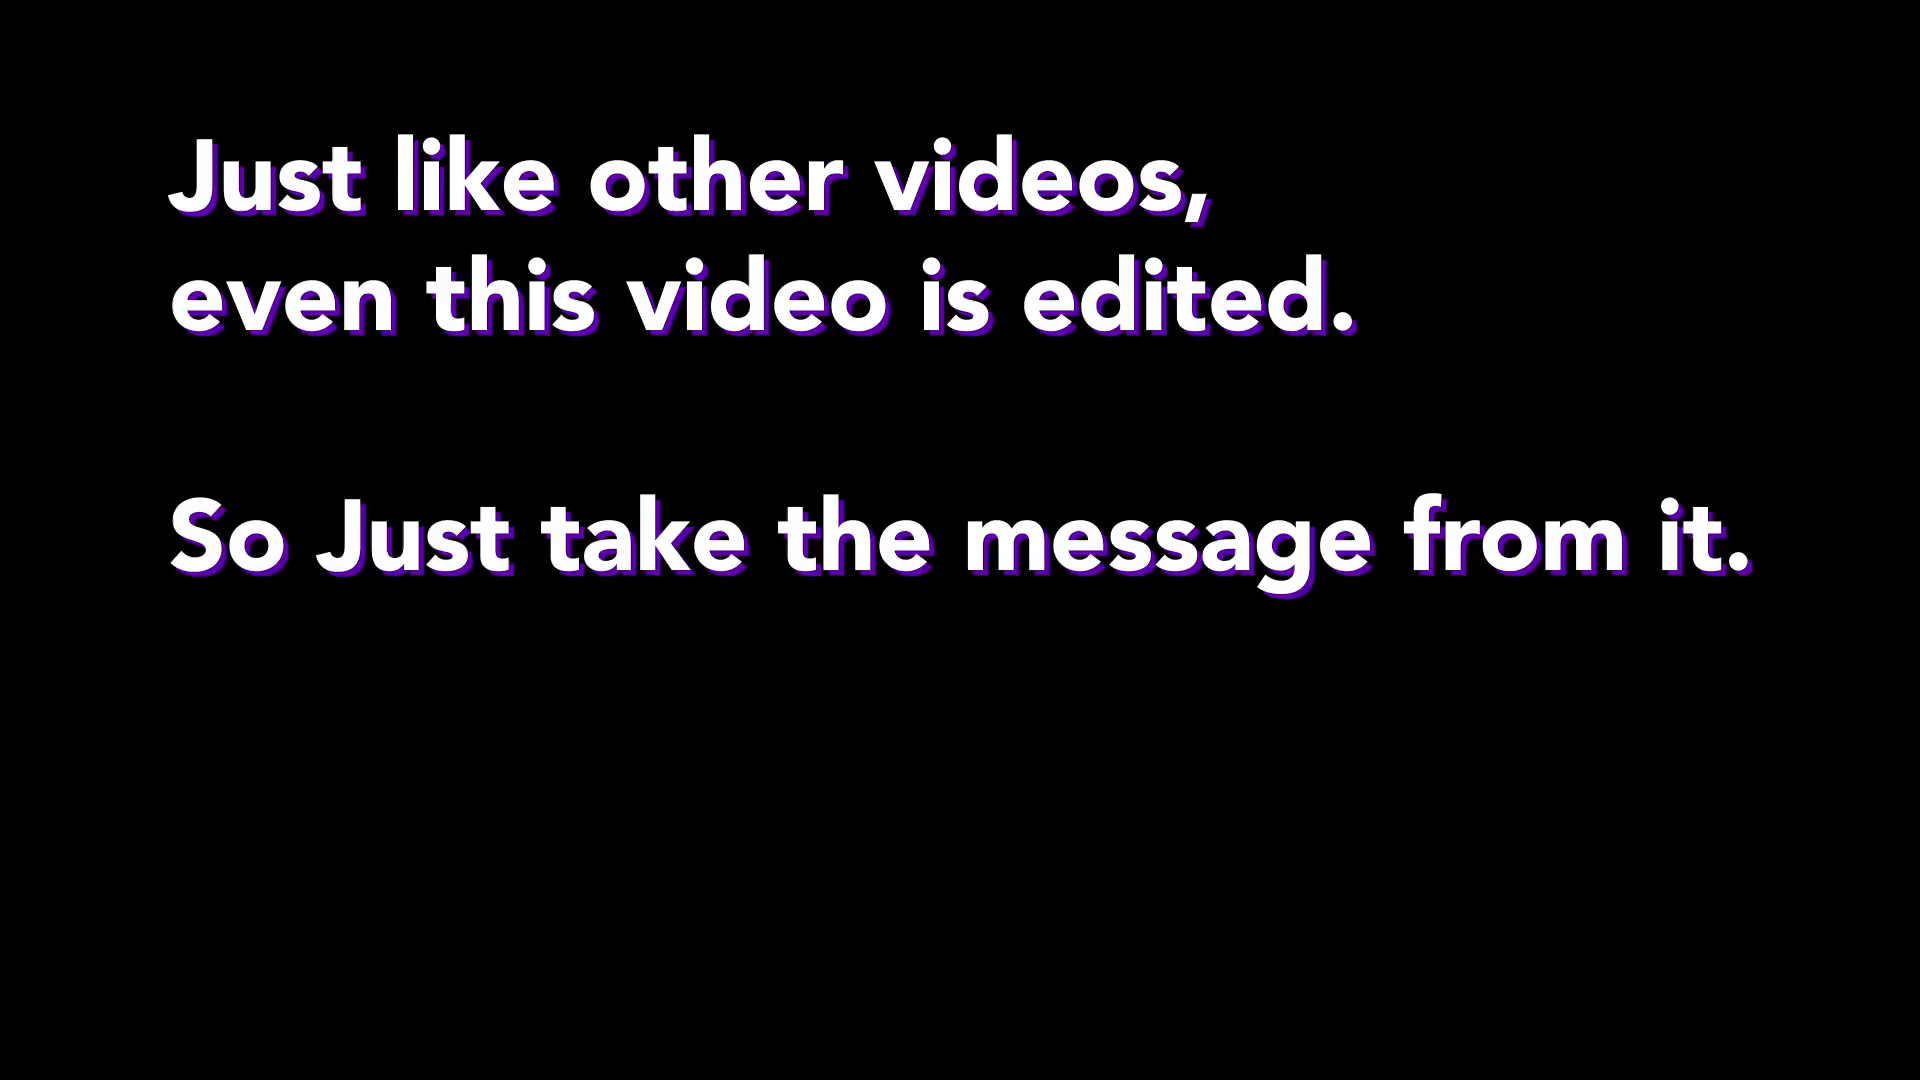 Just like other videos,
even this video is edited.
So Just take the message from it.